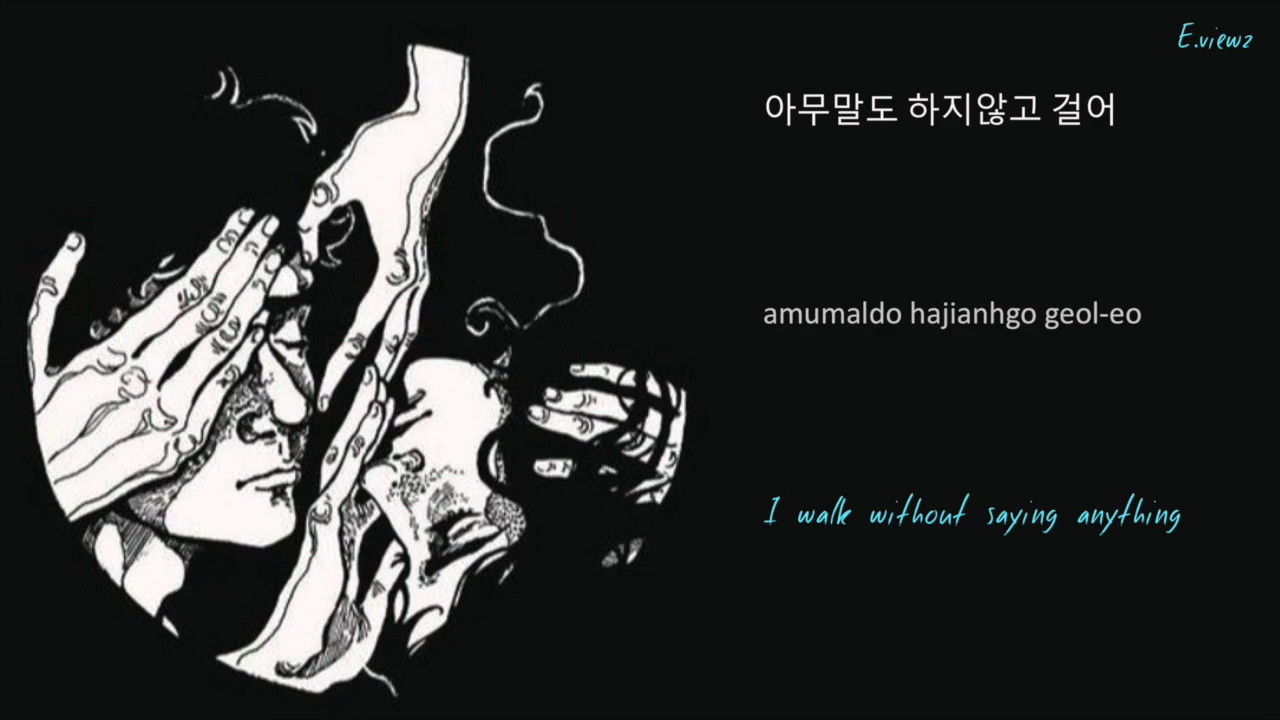 E.viewz
아무말도 하지않고 걸어
amumaldo hajianhgo geol-eo
I walk without saying anything